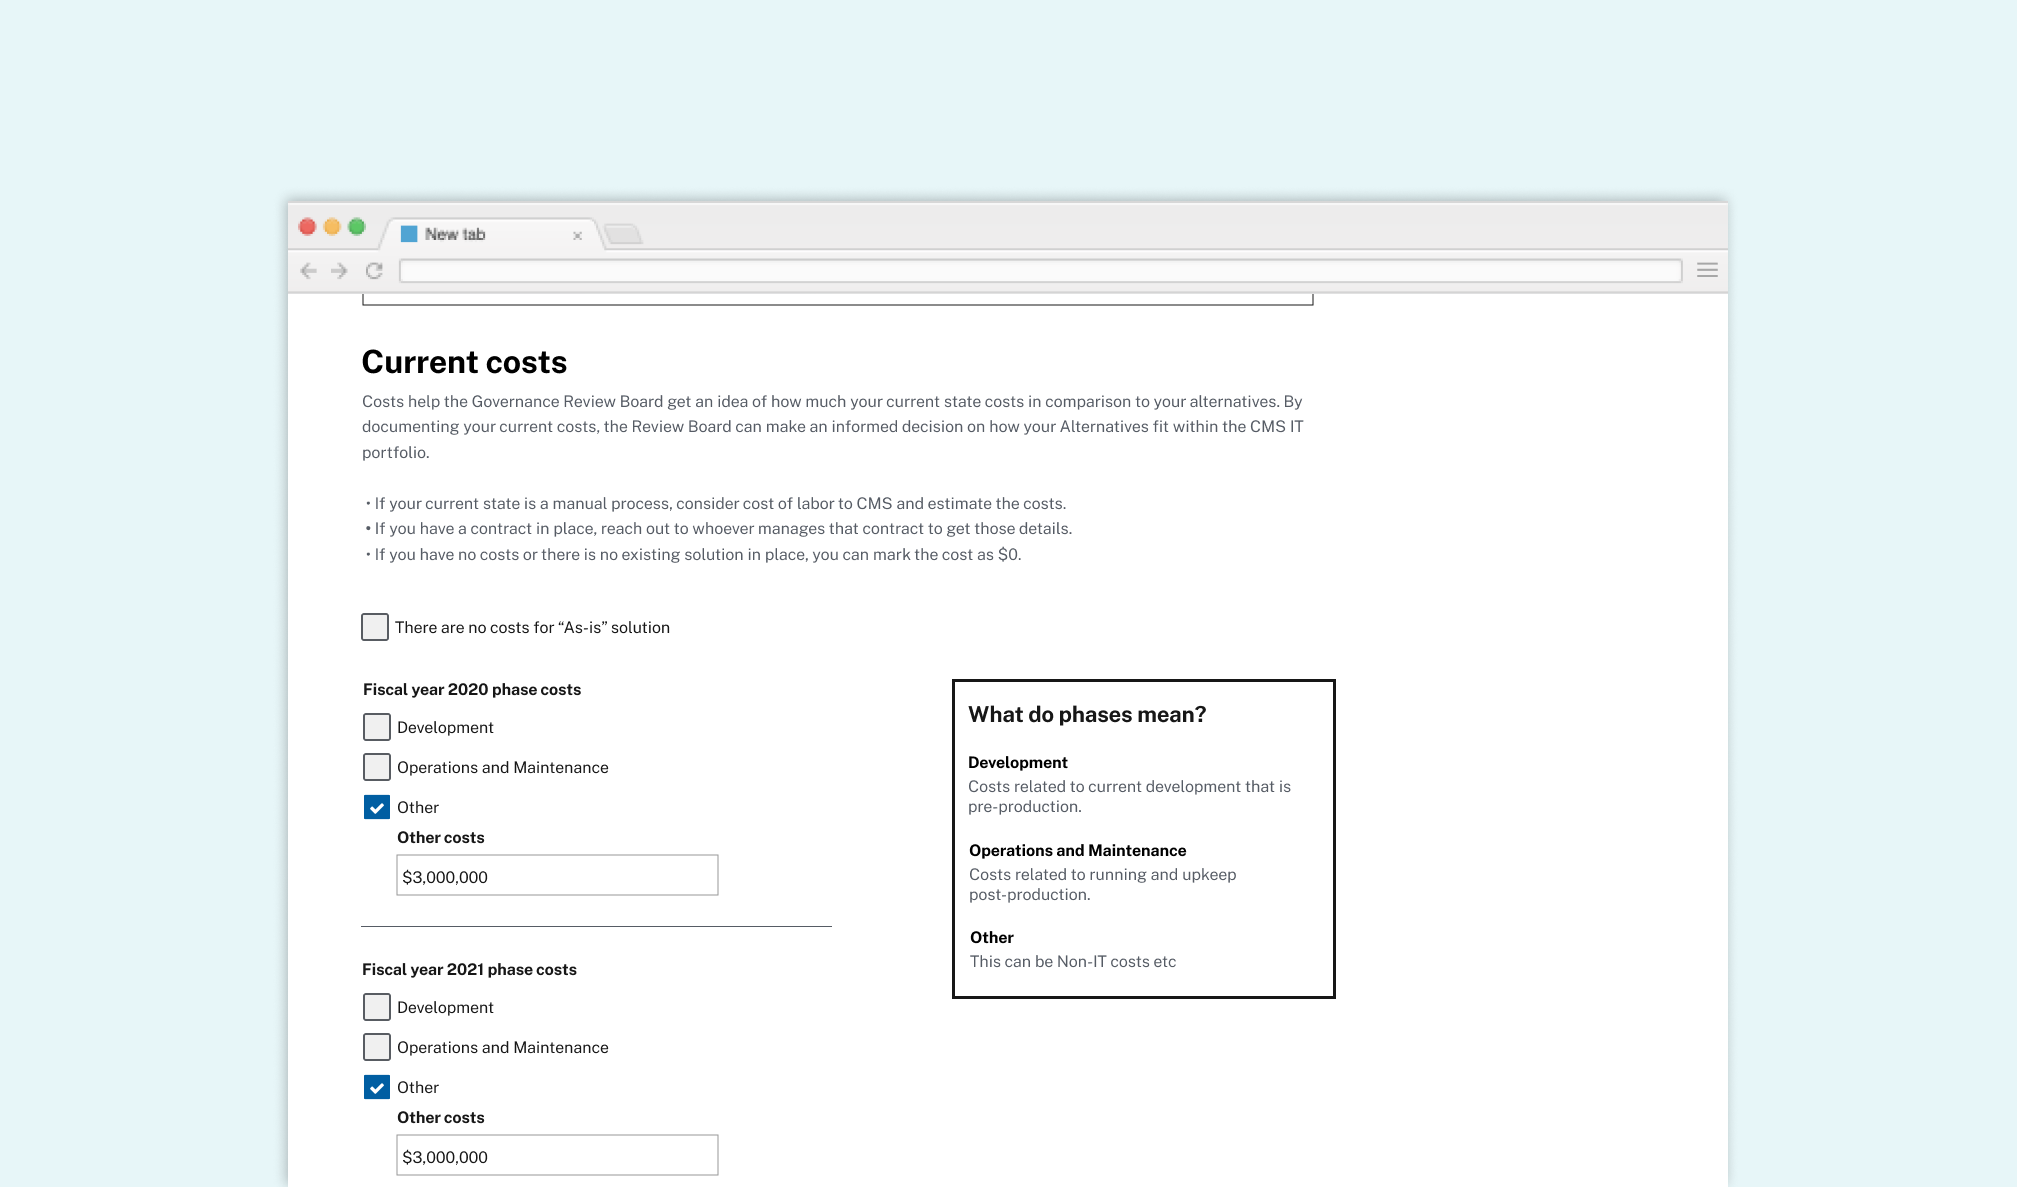 New tab
Current costs
Costs help the Governance Review Board get an idea of how much your current state costs in comparison to your alternatives. By
documenting your current costs, the Review Board can make an informed decision on how your Alternatives fit within the CMS IT
portfolio.
• If your current state is a manual process, consider cost of labor to CMS and estimate the costs.
• If you have a contract in place, reach out to whoever manages that contract to get those details.
• If you have no costs or there is no existing solution in place, you can mark the cost as $0.
There are no costs for “As-is” solution
Fiscal year 2020 phase costs
Development
Operations and Maintenance
Other
Other costs
$3,000,000
Fiscal year 2021 phase costs
Development
Operations and Maintenance
Other
Other costs
$3,000,000
What do phases mean?
Development
Costs related to current development that is
pre-production.
Operations and Maintenance
Costs related to running and upkeep
post-production.
Other
This can be Non-IT costs etc